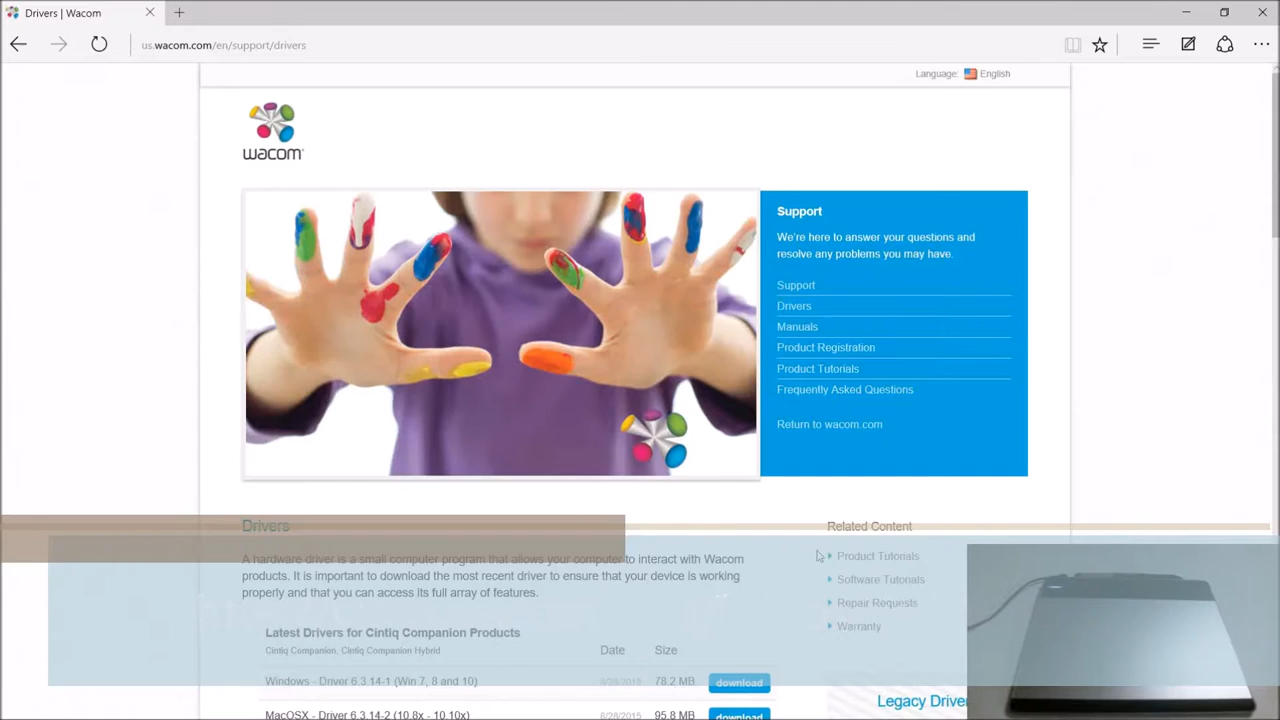 Drivers | Wacom
us.wacom.com/en/support/drivers
Language: English
wacom
Support
We're here to answer your questions and
resolve any problems you may have.
Support
Drivers
Manuals
Product Registration
Product Tutorials
Frequently Asked Questions
Return to wacom.com
Drivers
A hardware driver is a small computer program that allows your computer to interact with Wacom
products. It is important to download the most recent driver to ensure that your device is working
properly and that you can access its full array of features.
Related Content
Product Tutorials
Software Tutorials
Repair Requests
Warranty
Latest Drivers for Cintiq Companion Products
Cintiq Companion, Cintiq Companion Hybrid Date Size
Windows - Driver 6.3.14-1 (Win 7, 8 and 10) 8/28/2015 78.2 MB download
MacOSX - Driver 6.3.14-2 (10.8x - 10.10x) 8/28/2015 95.8 MB download
Legacy Driver